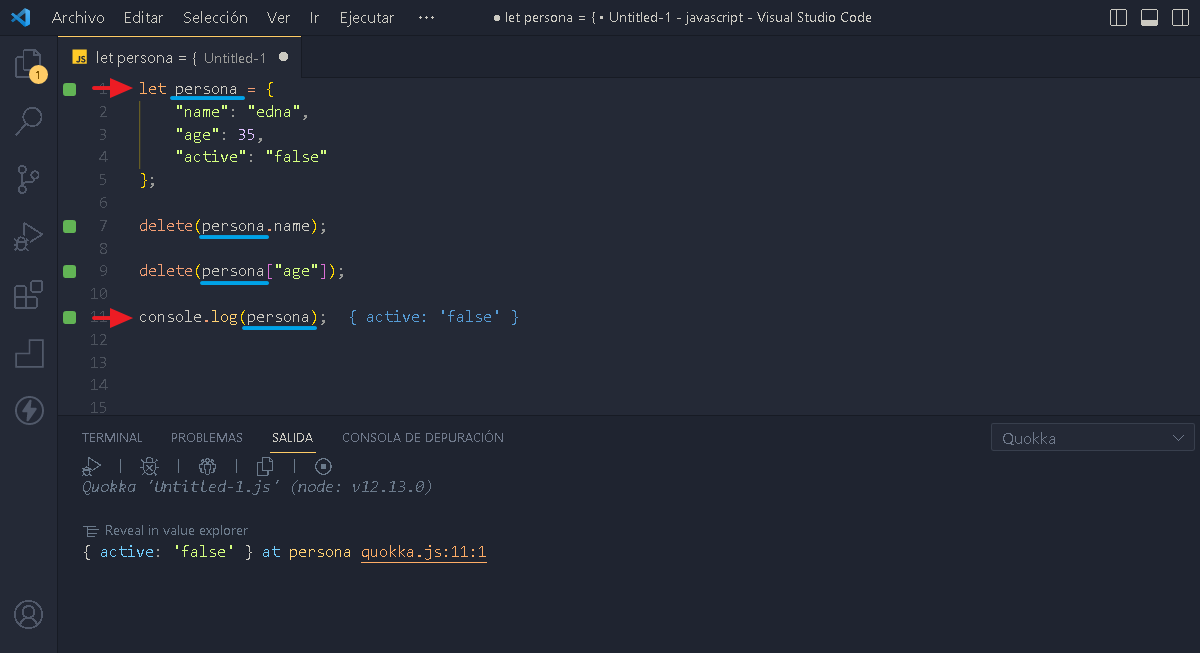 Archivo Editar Selección Ver Ir Ejecutar ··· ● let persona = { • Untitled-1 - javascript - Visual Studio Code
JS let persona = { Untitled-1 ●
1
1 let persona = {
2 "name": "edna",
3 "age": 35,
4 "active": "false"
5 };
6
7 delete(persona.name);
8
9 delete(persona["age"]);
10
11 console.log(persona); { active: 'false' }
12
13
14
15
TERMINAL PROBLEMAS SALIDA CONSOLA DE DEPURACIÓN Quokka
Quokka 'Untitled-1.js' (node: v12.13.0)
Reveal in value explorer
{ active: 'false' } at persona quokka.js:11:1